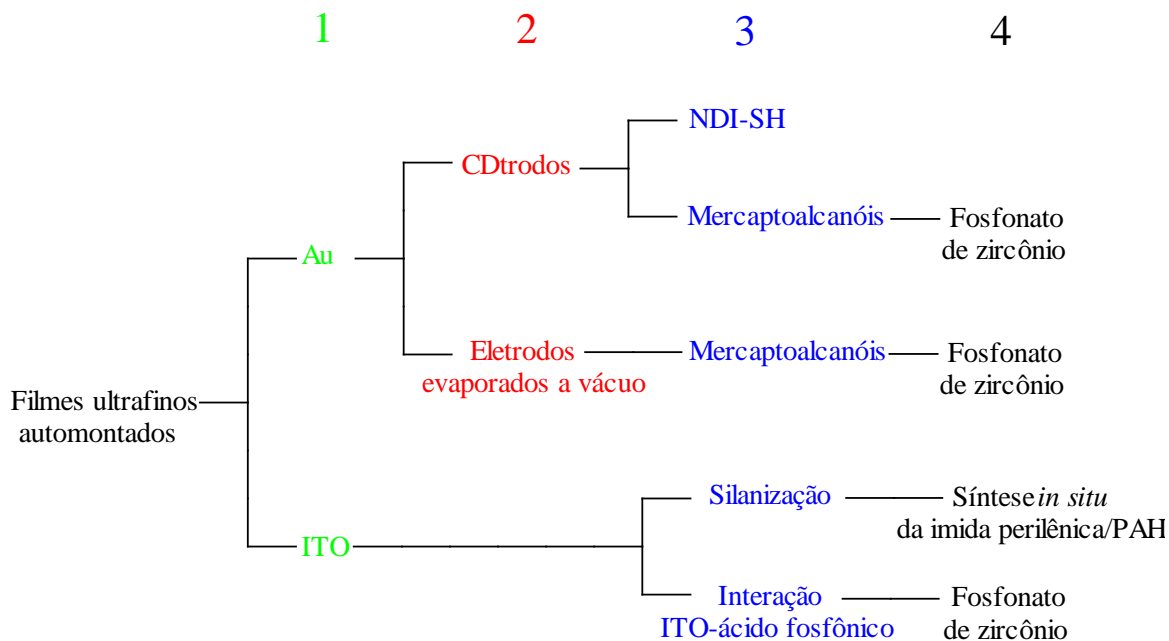 1 2 3 4
NDI-SH
CDtrodos
Mercaptoalcanóis
Fosfonato
de zircônio
Au
Eletrodos
evaporados a vácuo
Mercaptoalcanóis
Fosfonato
de zircônio
Filmes ultrafinos
automontados
Silanização
Síntese in situ
da imida perilênica/PAH
ITO
Interação
ITO-ácido fosfônico
Fosfonato
de zircônio